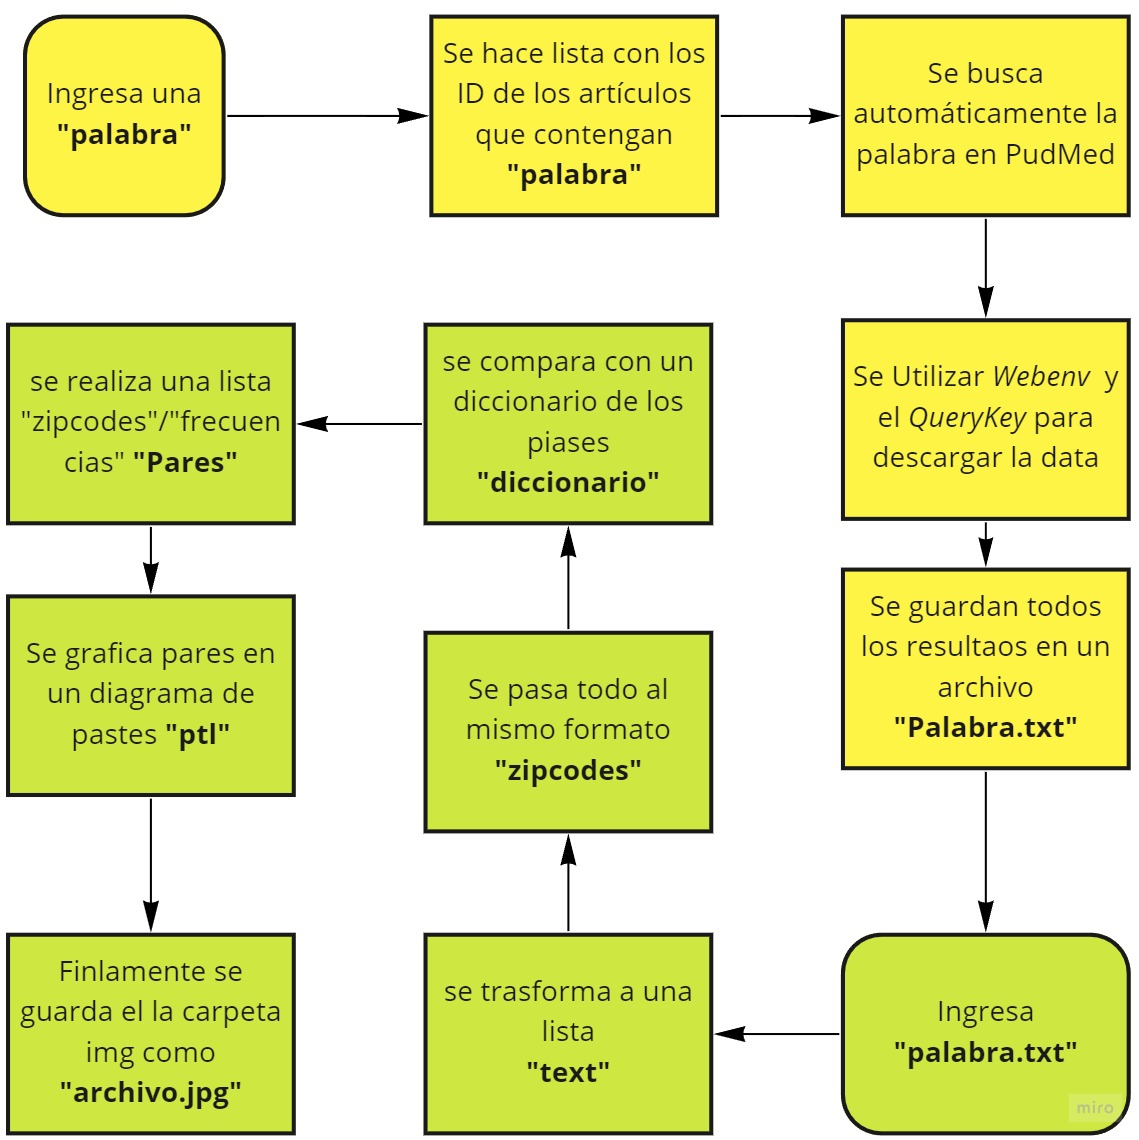 Ingresa una
"palabra"
Se hace lista con los
ID de los artículos
que contengan
"palabra"
Se busca
automáticamente la
palabra en PudMed
Se Utilizar Webenv y
el QueryKey para
descargar la data
Se guardan todos
los resultaos en un
archivo
"Palabra.txt"
Ingresa
"palabra.txt"
se trasforma a una
lista
"text"
Se pasa todo al
mismo formato
"zipcodes"
se compara con un
diccionario de los
piases
"diccionario"
se realiza una lista
"zipcodes"/"frecuen
cias" "Pares"
Se grafica pares en
un diagrama de
pastes "ptl"
Finlamente se
guarda el la carpeta
img como
"archivo.jpg"
miro